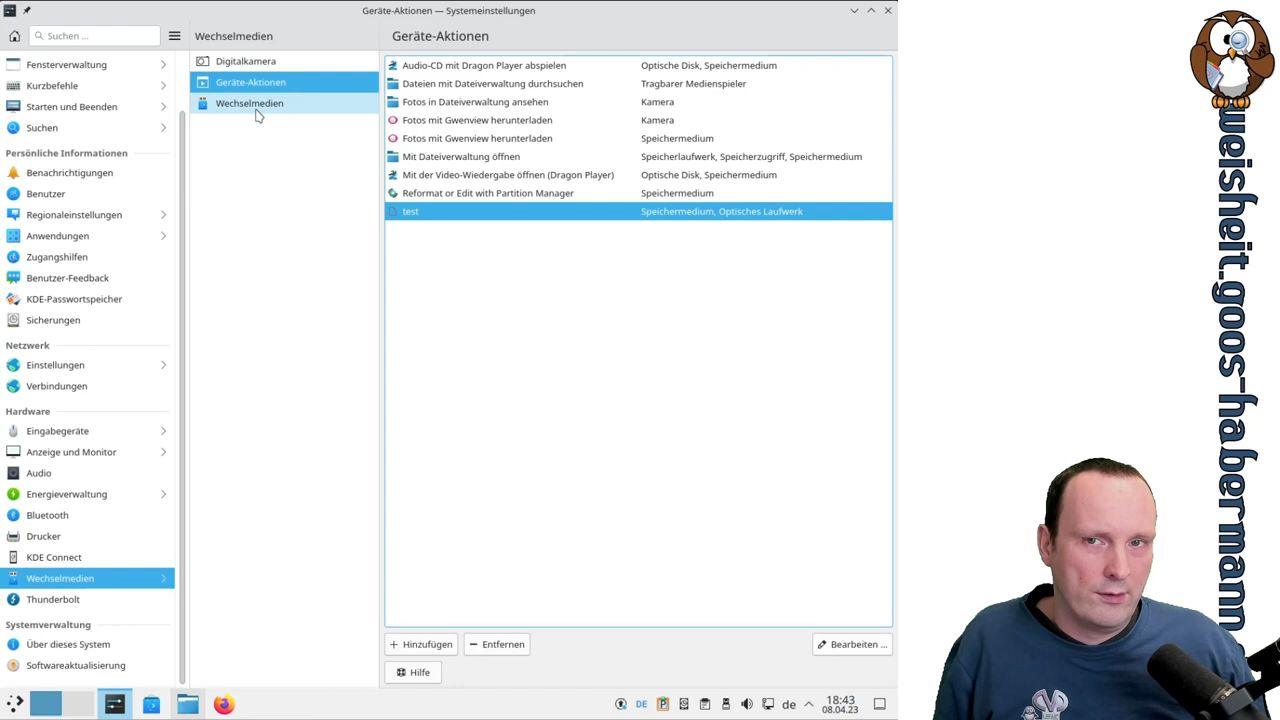 Geräte-Aktionen — Systemeinstellungen
Suchen ...
Wechselmedien
Geräte-Aktionen
Fensterverwaltung
Kurzbefehle
Starten und Beenden
Suchen
Persönliche Informationen
Benachrichtigungen
Benutzer
Regionaleinstellungen
Anwendungen
Zugangshilfen
Benutzer-Feedback
KDE-Passwortspeicher
Sicherungen
Netzwerk
Einstellungen
Verbindungen
Hardware
Eingabegeräte
Anzeige und Monitor
Audio
Energieverwaltung
Bluetooth
Drucker
KDE Connect
Wechselmedien
Thunderbolt
Systemverwaltung
Über dieses System
Softwareaktualisierung
Digitalkamera
Geräte-Aktionen
Wechselmedien
Audio-CD mit Dragon Player abspielen Optische Disk, Speichermedium
Dateien mit Dateiverwaltung durchsuchen Tragbarer Medienspieler
Fotos in Dateiverwaltung ansehen Kamera
Fotos mit Gwenview herunterladen Kamera
Fotos mit Gwenview herunterladen Speichermedium
Mit Dateiverwaltung öffnen Speicherlaufwerk, Speicherzugriff, Speichermedium
Mit der Video-Wiedergabe öffnen (Dragon Player) Optische Disk, Speichermedium
Reformat or Edit with Partition Manager Speichermedium
test Speichermedium, Optisches Laufwerk
Hinzufügen
Entfernen
Bearbeiten ...
Hilfe
DE
de
18:43
08.04.23
weisheit.goos-habermann